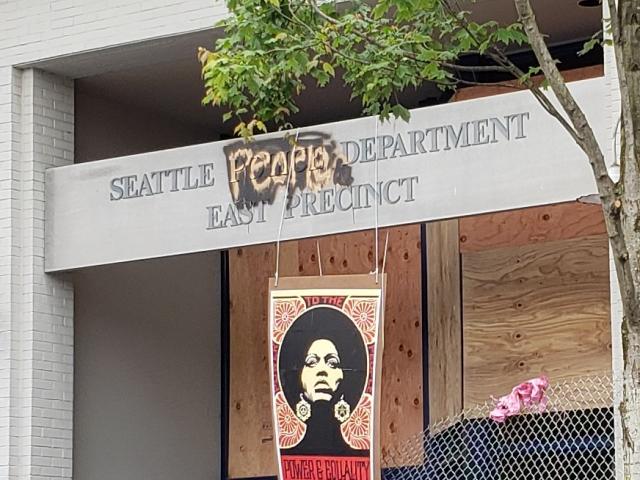 SEATTLE People DEPARTMENT
EAST PRECINCT
TO THE
POWER & EQUALITY